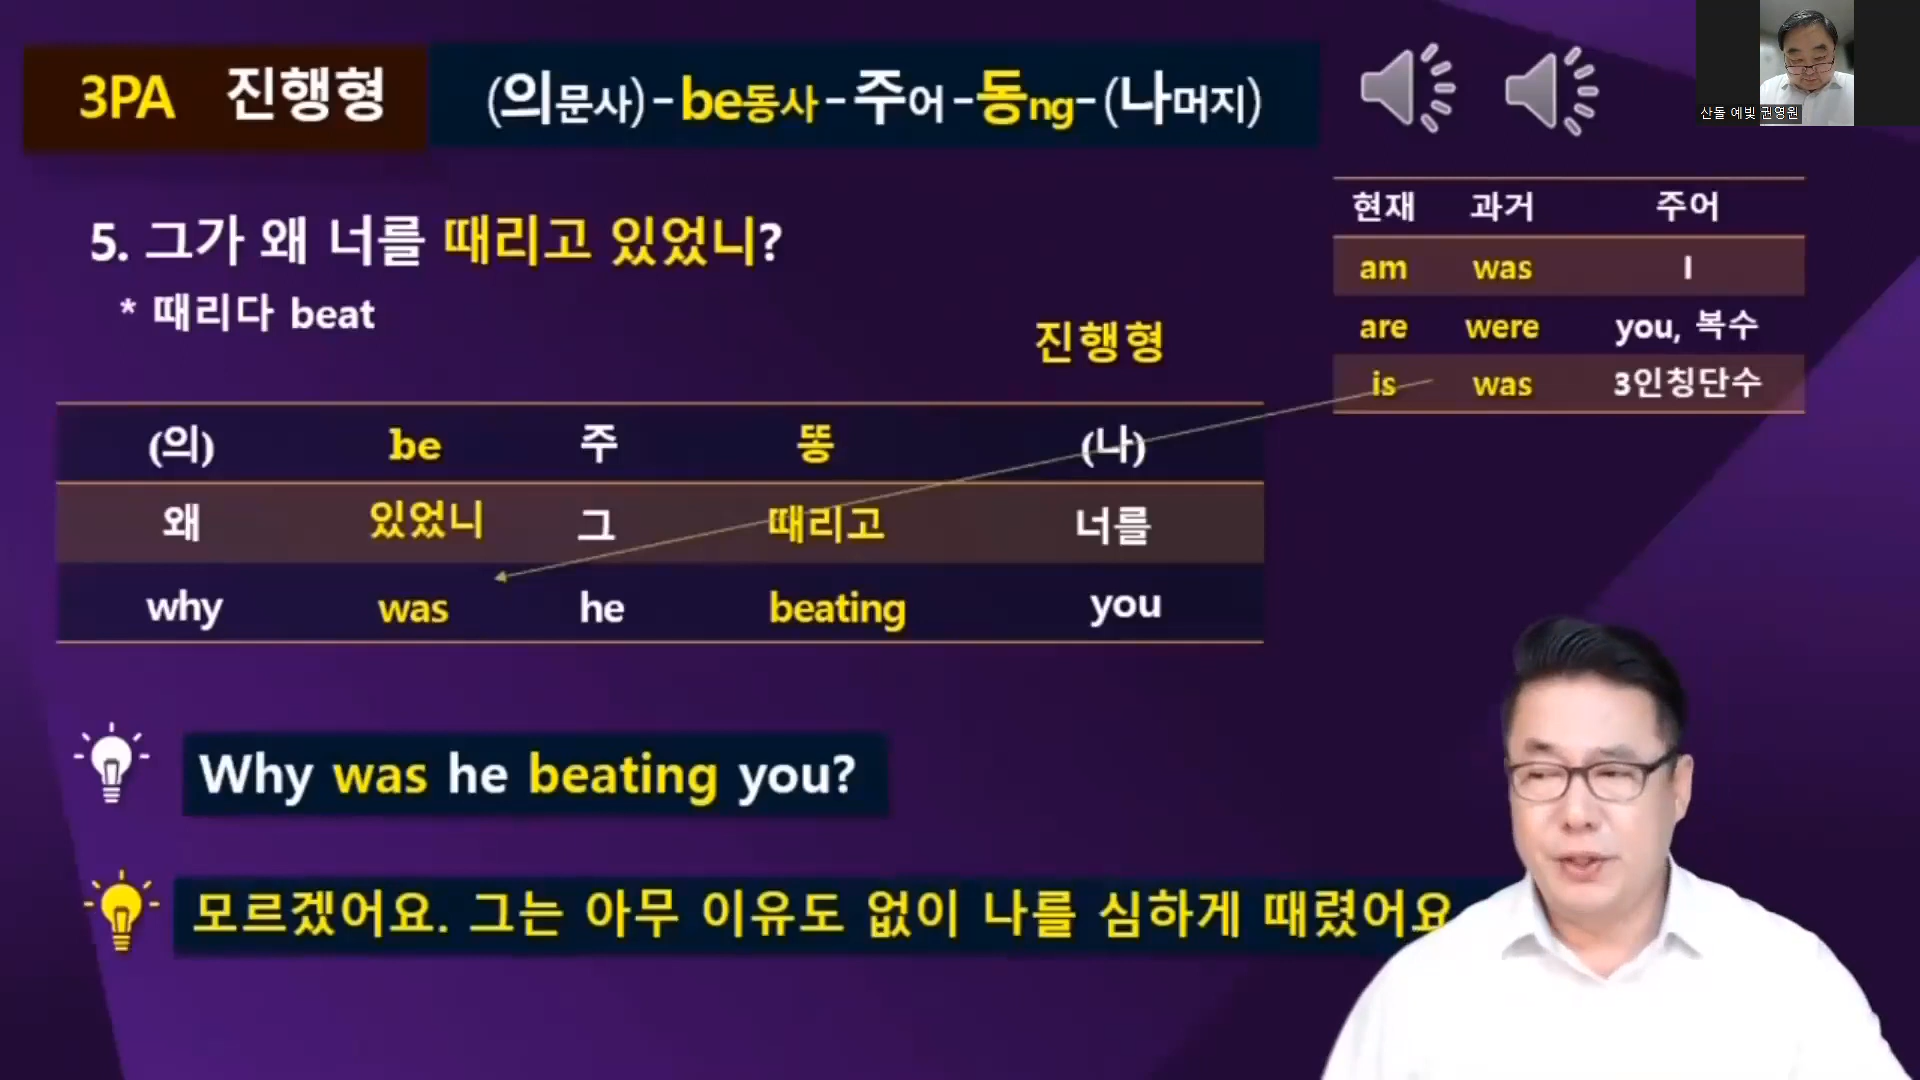 3PA 진행형 (의문사)-be동사-주어-동ng-(나머지)
산돌 예빛 권영원
5. 그가 왜 너를 때리고 있었니?
* 때리다 beat
진행형
현재 과거 주어
am was I
are were you, 복수
is was 3인칭단수
(의) be 주 똥 (나)
왜 있었니 그 때리고 너를
why was he beating you
Why was he beating you?
모르겠어요. 그는 아무 이유도 없이 나를 심하게 때렸어요